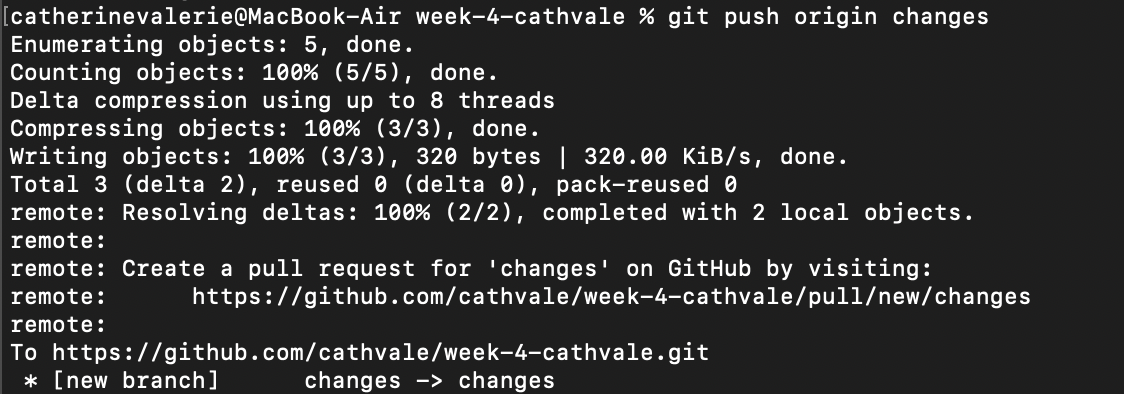 [catherinevalerie@MacBook-Air week-4-cathvale % git push origin changes
Enumerating objects: 5, done.
Counting objects: 100% (5/5), done.
Delta compression using up to 8 threads
Compressing objects: 100% (3/3), done.
Writing objects: 100% (3/3), 320 bytes | 320.00 KiB/s, done.
Total 3 (delta 2), reused 0 (delta 0), pack-reused 0
remote: Resolving deltas: 100% (2/2), completed with 2 local objects.
remote:
remote: Create a pull request for 'changes' on GitHub by visiting:
remote:      https://github.com/cathvale/week-4-cathvale/pull/new/changes
remote:
To https://github.com/cathvale/week-4-cathvale.git
 * [new branch]      changes -> changes